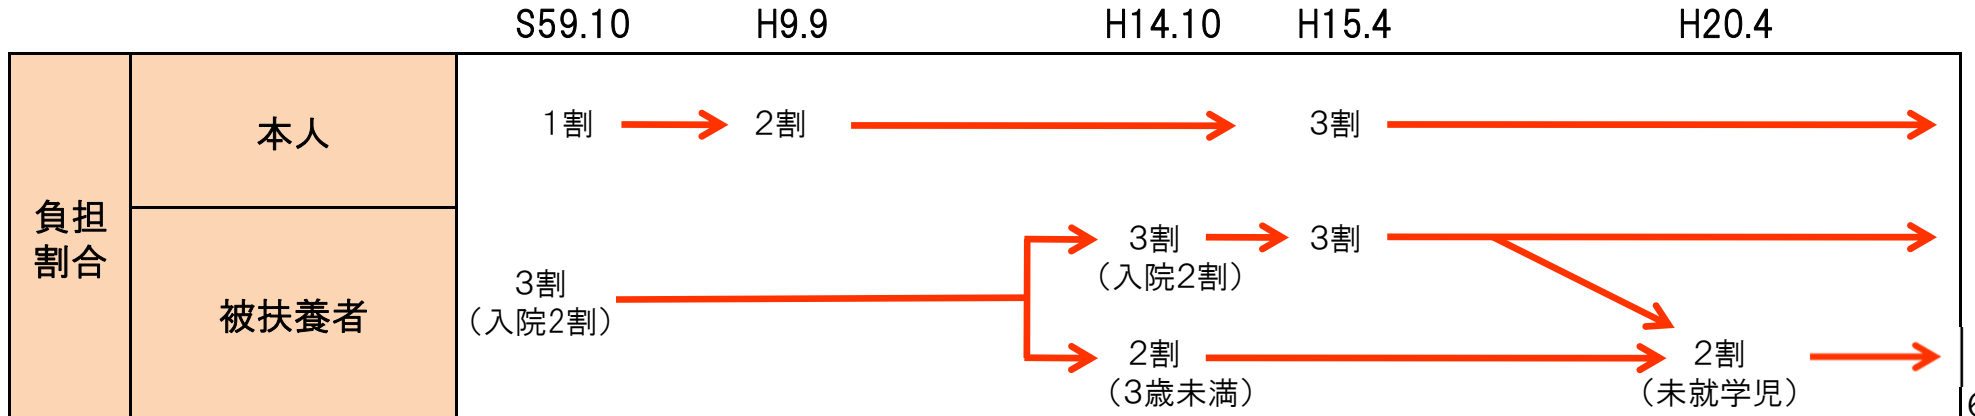 S59.10 H9.9 H14.10 H15.4 H20.4
負担
割合
本人
1割 2割 3割
被扶養者
3割
(入院2割)
3割 3割
(入院2割)
2割 2割
(3歳未満) (未就学児)